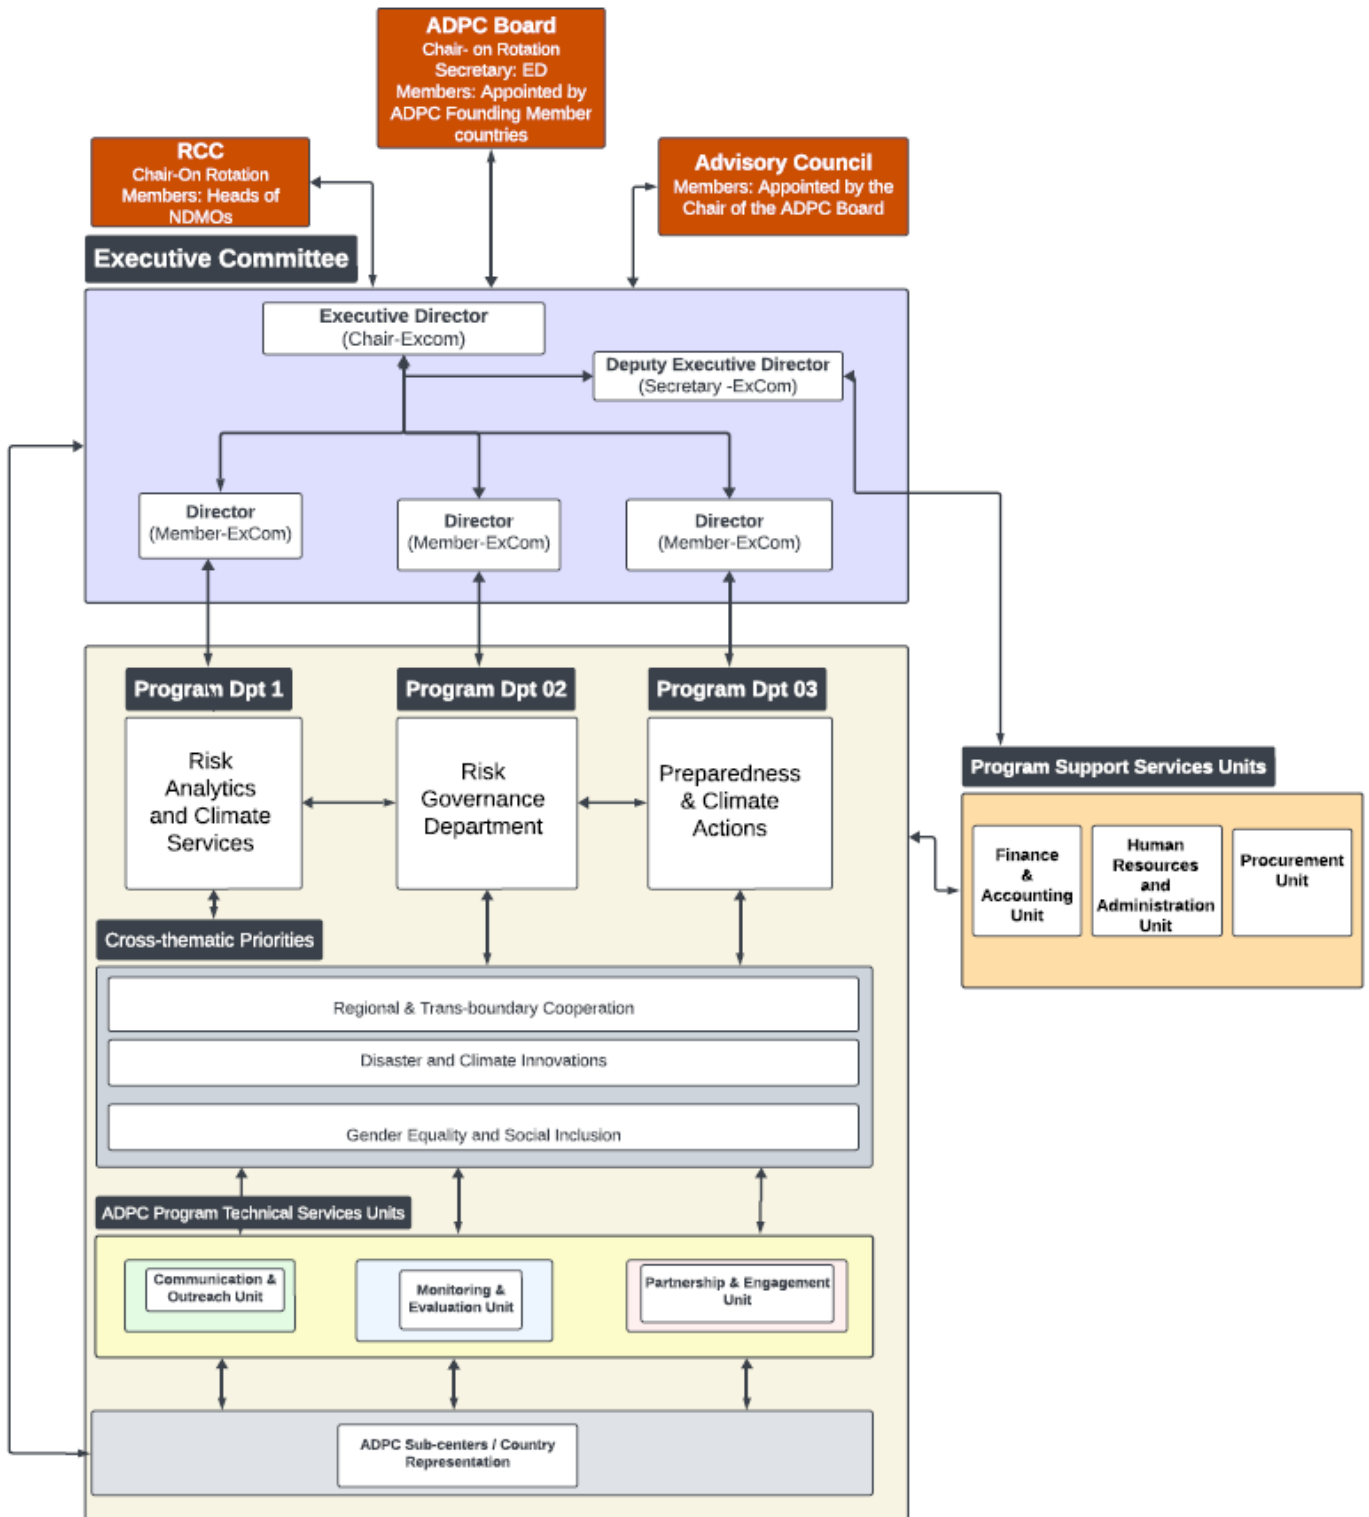 ADPC Board
Chair- on Rotation
Secretary: ED
Members: Appointed by
ADPC Founding Member
countries
RCC
Chair-On Rotation
Members: Heads of
NDMOs
Advisory Council
Members: Appointed by the
Chair of the ADPC Board
Executive Committee
Executive Director
(Chair-Excom)
Deputy Executive Director
(Secretary -ExCom)
Director
(Member-ExCom)
Director
(Member-ExCom)
Director
(Member-ExCom)
Program Dpt 1
Program Dpt 02
Program Dpt 03
Risk
Analytics
and Climate
Services
Risk
Governance
Department
Preparedness
& Climate
Actions
Program Support Services Units
Finance
&
Accounting
Unit
Human
Resources
and
Administration
Unit
Procurement
Unit
Cross-thematic Priorities
Regional & Trans-boundary Cooperation
Disaster and Climate Innovations
Gender Equality and Social Inclusion
ADPC Program Technical Services Units
Communication &
Outreach Unit
Monitoring &
Evaluation Unit
Partnership & Engagement
Unit
ADPC Sub-centers / Country
Representation